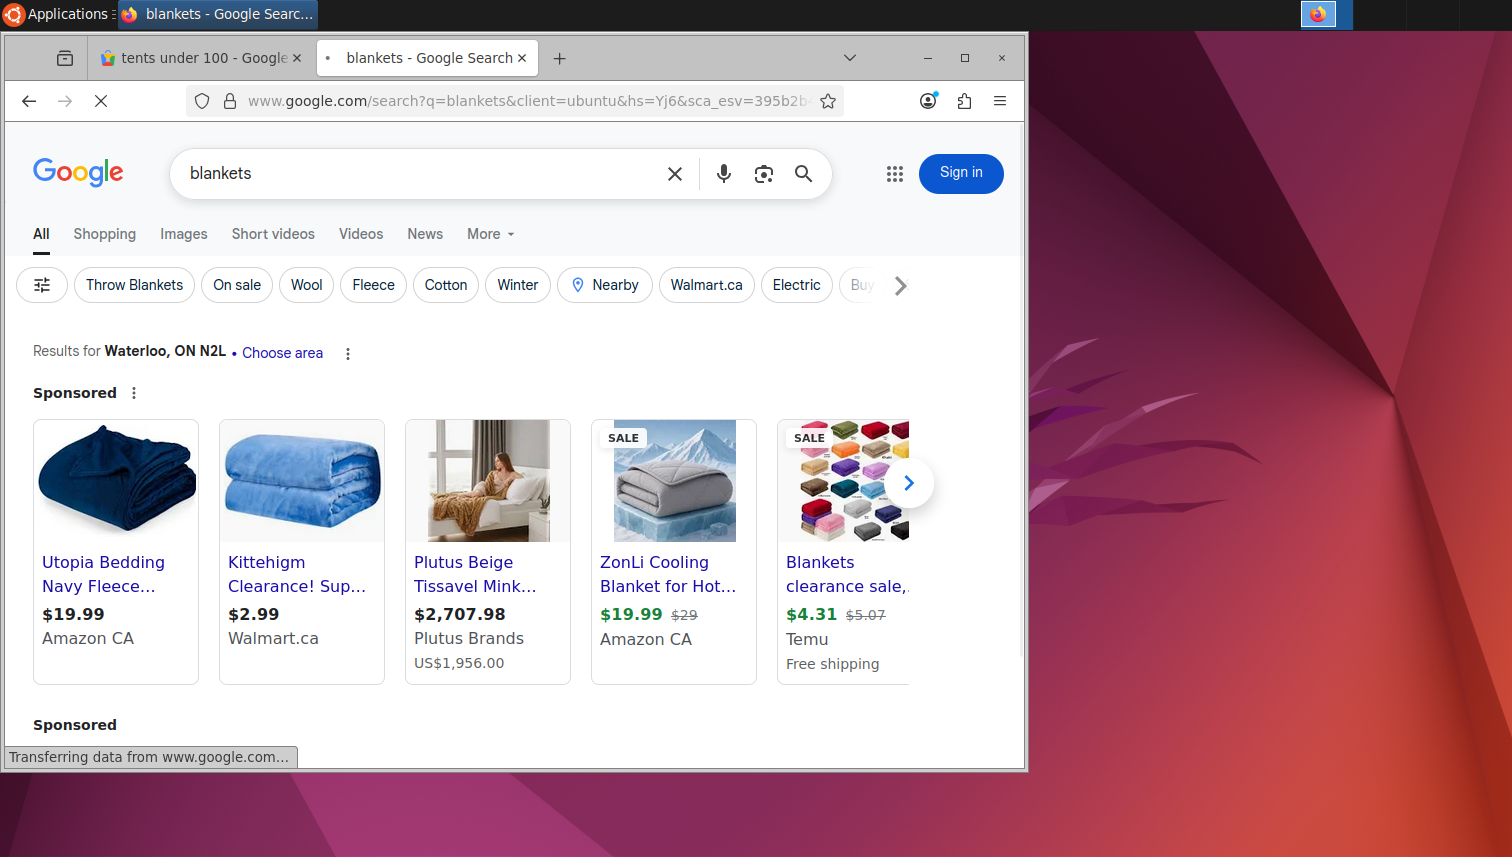 Applications
blankets - Google Searc...
tents under 100 - Google
blankets - Google Search
www.google.com/search?q=blankets&client=ubuntu&hs=Yj6&sca_esv=395b2b
Google
blankets
Sign in
All
Shopping
Images
Short videos
Videos
News
More
Throw Blankets
On sale
Wool
Fleece
Cotton
Winter
Nearby
Walmart.ca
Electric
Buy
Results for Waterloo, ON N2L • Choose area
Sponsored
SALE
SALE
Utopia Bedding
Navy Fleece...
$19.99
Amazon CA
Kittehigm
Clearance! Sup...
$2.99
Walmart.ca
Plutus Beige
Tissavel Mink...
$2,707.98
Plutus Brands
US$1,956.00
ZonLi Cooling
Blanket for Hot...
$19.99 $29
Amazon CA
Blankets
clearance sale,.
$4.31 $5.07
Temu
Free shipping
Sponsored
Transferring data from www.google.com...